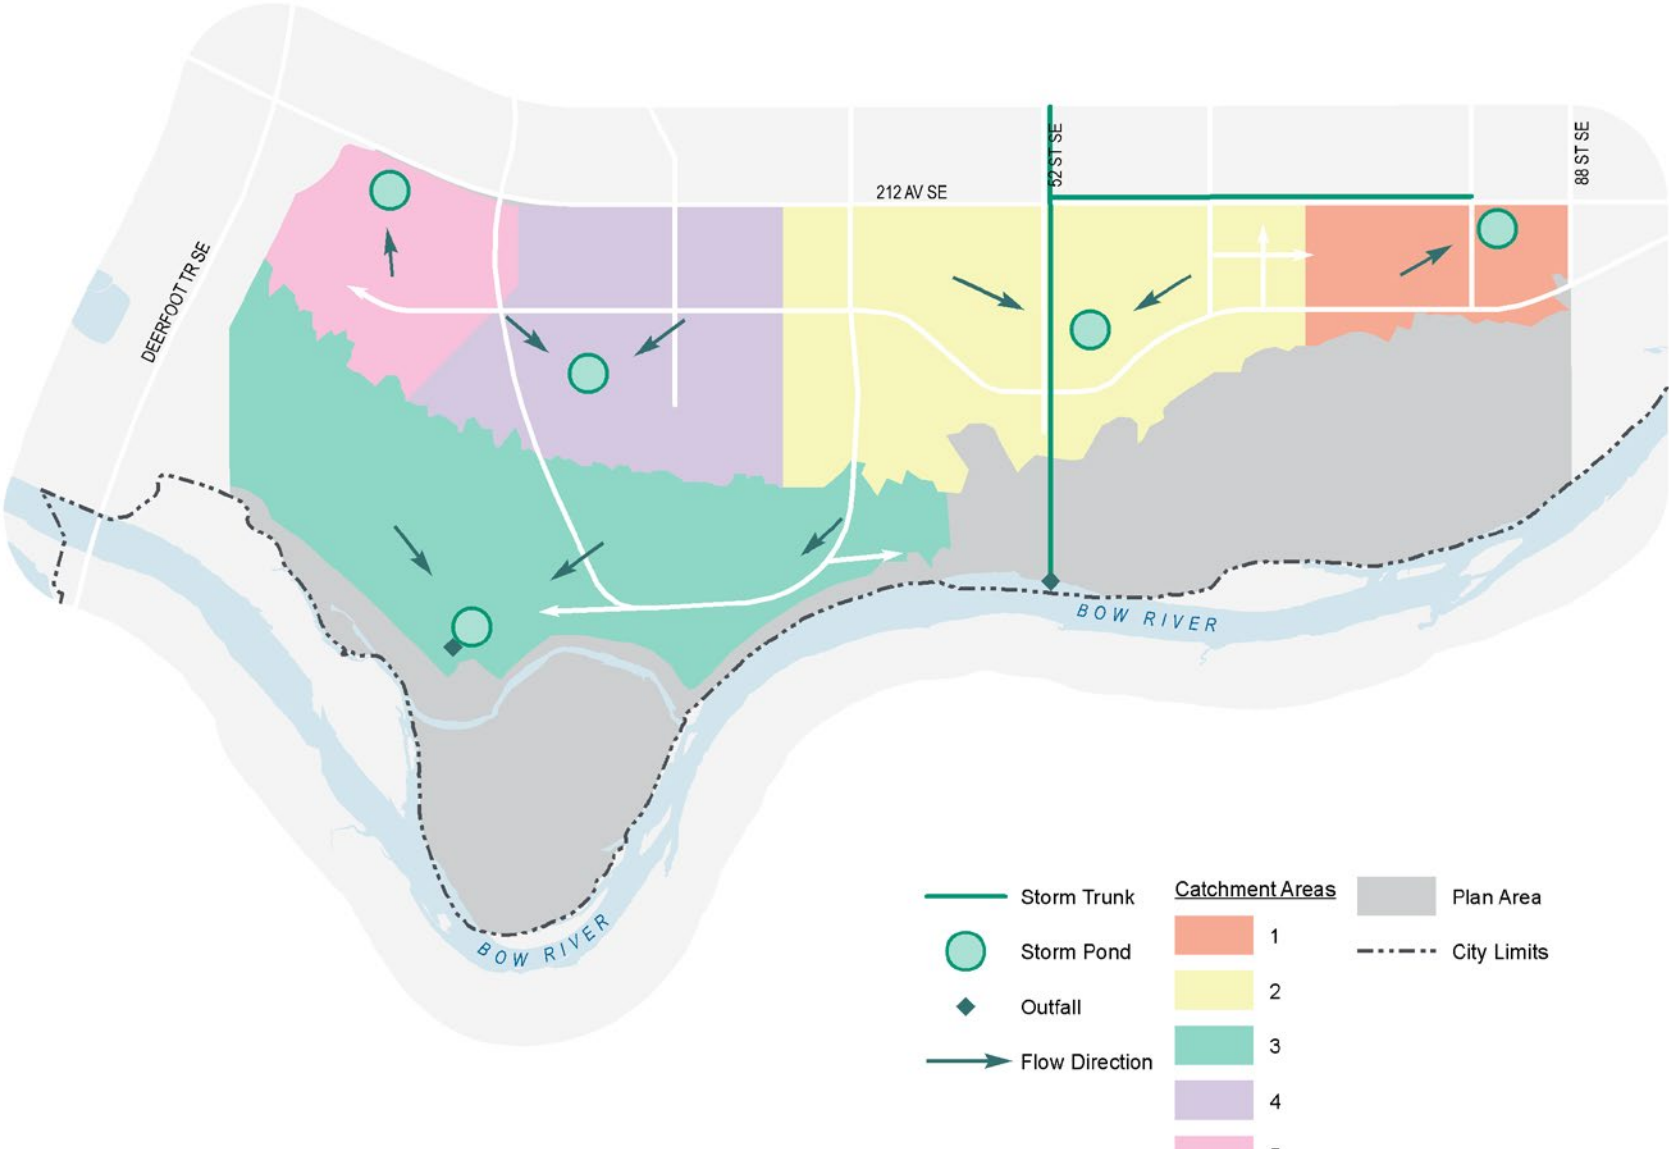 52 ST SE
88 ST SE
212 AV SE
DEERFOOT TR SE
BOW RIVER
BOW RIVER
Storm Trunk
Storm Pond
Outfall
Flow Direction
Catchment Areas
1
2
3
4
Plan Area
City Limits